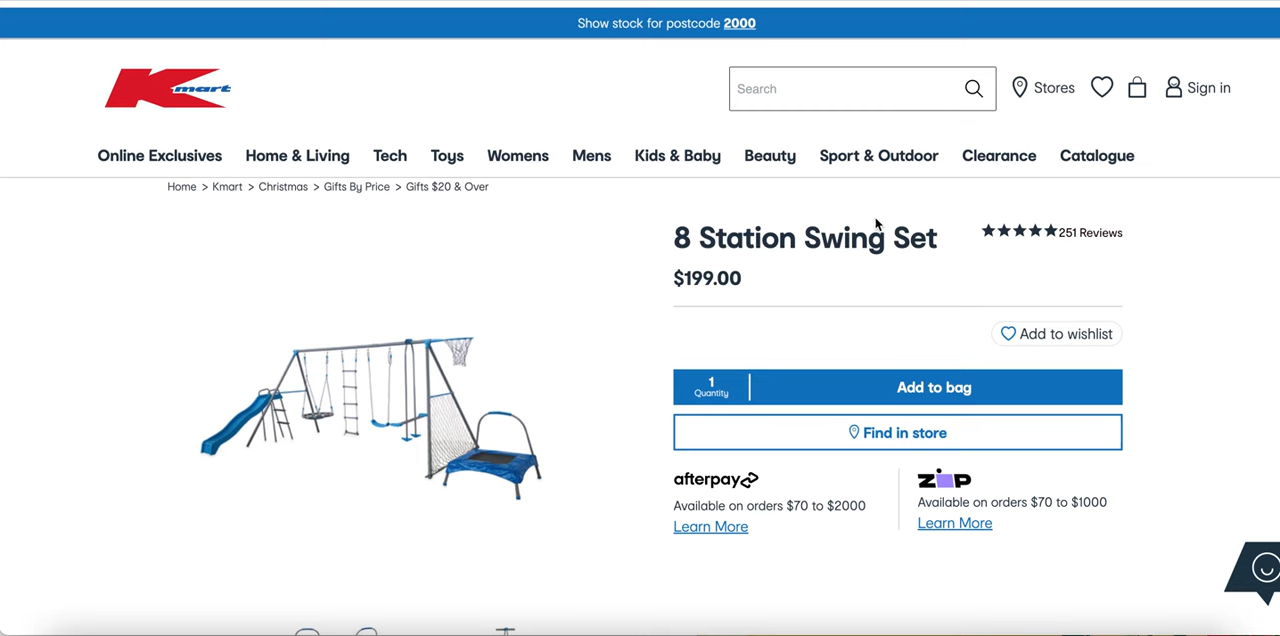 Show stock for postcode 2000
Kmart
Search
Stores
Sign in
Online Exclusives Home & Living Tech Toys Womens Mens Kids & Baby Beauty Sport & Outdoor Clearance Catalogue
Home > Kmart > Christmas > Gifts By Price > Gifts $20 & Over
8 Station Swing Set
251 Reviews
$199.00
Add to wishlist
1
Quantity
Add to bag
Find in store
afterpay
Available on orders $70 to $2000
Learn More
ZIP
Available on orders $70 to $1000
Learn More